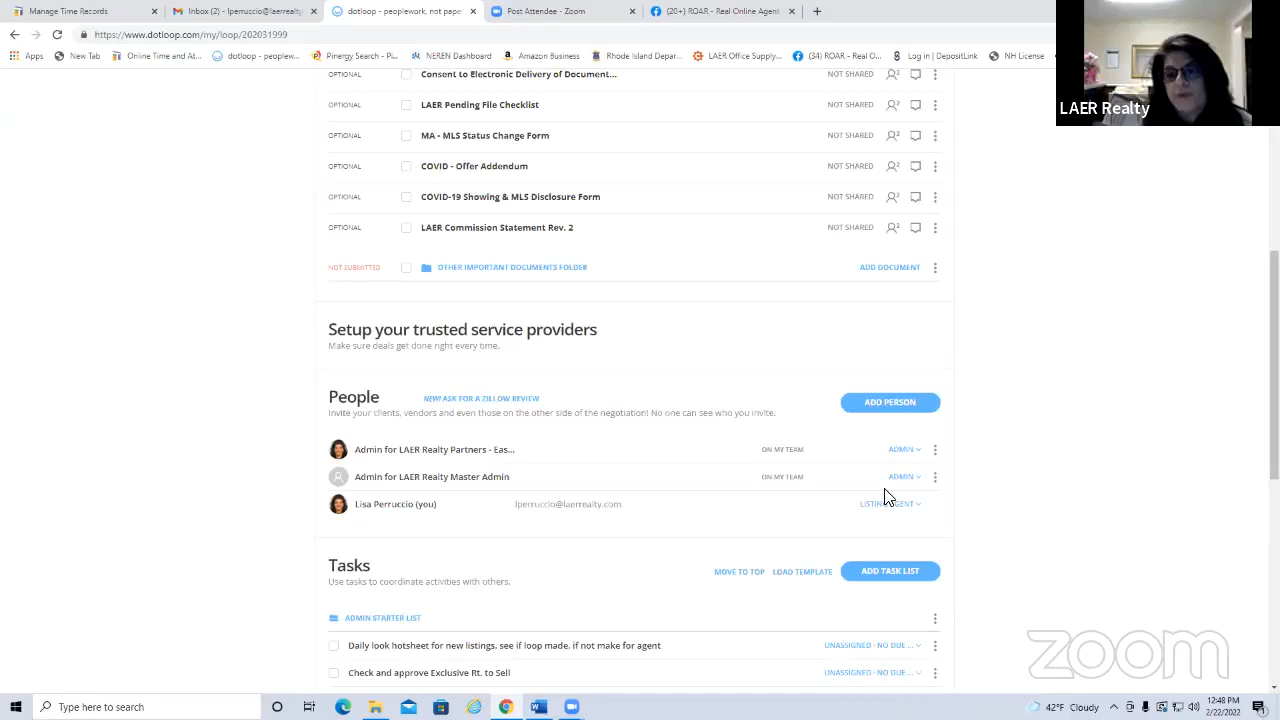 Manage Time Records
Inbox (7) - lperruccio@laerealty
dotloop
Post Attendee - Zoom
(20+) ROAR - Real Online Agent
https://www.dotloop.com/my/loop/202031999
Apps
New Tab
Online Time and At...
dotloop - peoplew...
Pinergy Search - Pi...
NEREN Dashboard
Amazon Business
Rhode Island Depar...
LAER Office Supply...
(34) ROAR - Real O...
Log in | DepositLink
NH License
LAER Realty
OPTIONAL Consent to Electronic Delivery of Document... NOT SHARED
OPTIONAL LAER Pending File Checklist NOT SHARED
OPTIONAL MA - MLS Status Change Form NOT SHARED
OPTIONAL COVID - Offer Addendum NOT SHARED
OPTIONAL COVID-19 Showing & MLS Disclosure Form NOT SHARED
OPTIONAL LAER Commission Statement Rev. 2 NOT SHARED
NOT SUBMITTED OTHER IMPORTANT DOCUMENTS FOLDER ADD DOCUMENT
Setup your trusted service providers
Make sure deals get done right every time.
People NEW! ASK FOR A ZILLOW REVIEW ADD PERSON
Invite your clients, vendors and even those on the other side of the negotiation! No one can see who you invite.
Admin for LAER Realty Partners - Eas... ON MY TEAM ADMIN
Admin for LAER Realty Master Admin ON MY TEAM ADMIN
Lisa Perruccio (you) lperruccio@laerrealty.com LISTING AGENT
Tasks MOVE TO TOP LOAD TEMPLATE ADD TASK LIST
Use tasks to coordinate activities with others.
ADMIN STARTER LIST
Daily look hotsheet for new listings. see if loop made, if not make for agent UNASSIGNED - NO DUE ...
Check and approve Exclusive Rt. to Sell UNASSIGNED - NO DUE ...
zoom
Type here to search
42°F
12:48 PM
2/22/2022